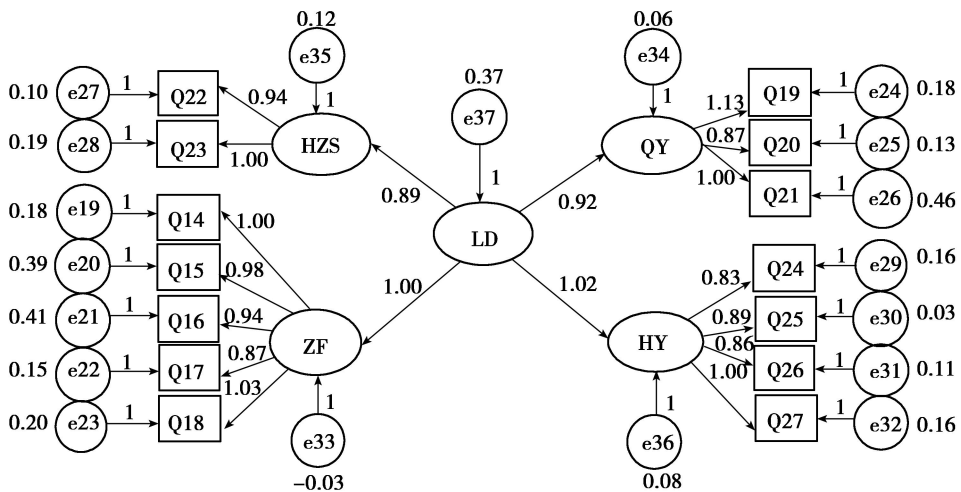 0.12
e35
1
0.10
e27
1
Q22
0.94
0.19
e28
1
Q23
1.00
HZS
0.37
e37
1
0.06
e34
1
QY
1.13
Q19
1
e24
0.18
0.87
Q20
1
e25
0.13
1.00
Q21
1
e26
0.46
0.89
0.92
LD
1.00
1.02
0.18
e19
1
Q14
1.00
0.39
e20
1
Q15
0.98
0.41
e21
1
Q16
0.94
0.15
e22
1
Q17
0.87
0.20
e23
1
Q18
1.03
ZF
1
e33
-0.03
HY
0.83
Q24
1
e29
0.16
0.89
Q25
1
e30
0.03
0.86
Q26
1
e31
0.11
1.00
Q27
1
e32
0.16
1
e36
0.08